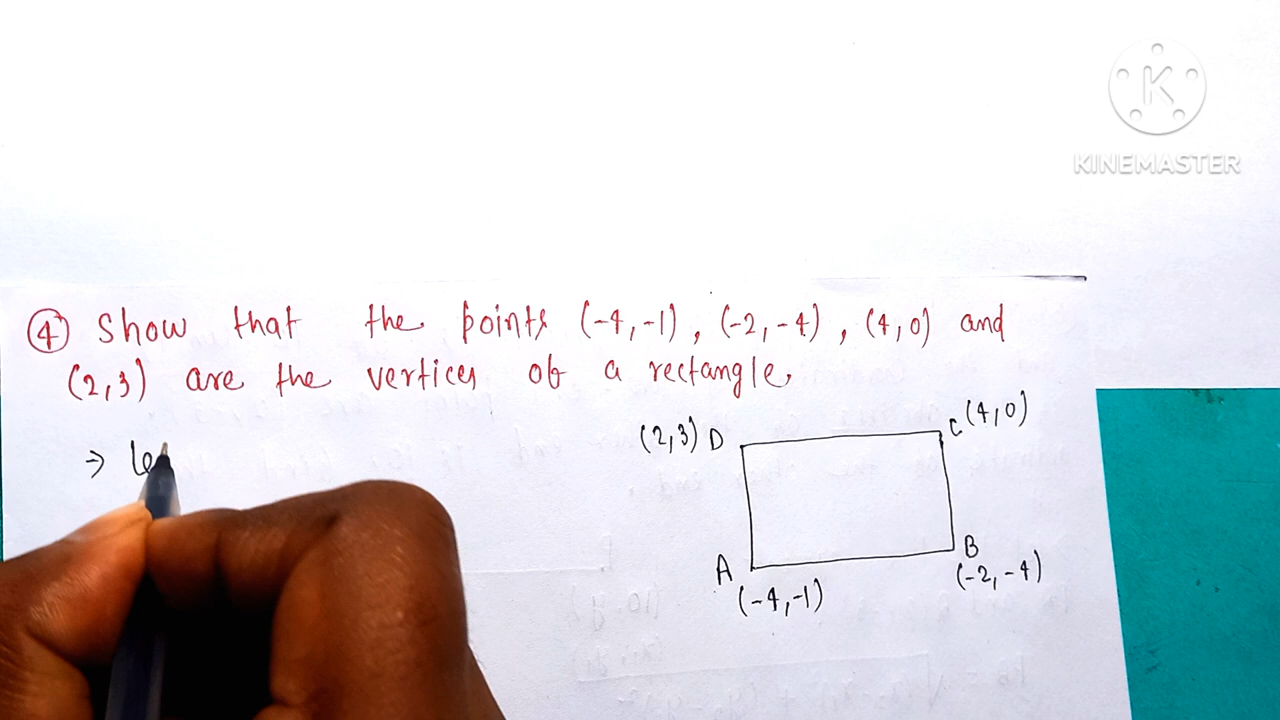 K
KINEMASTER
④ Show that the points (-4,-1), (-2,-4), (4,0) and
(2,3) are the vertices of a rectangle.
(2,3) D
C (4,0)
→ Le
A
(-4,-1)
B
(-2,-4)